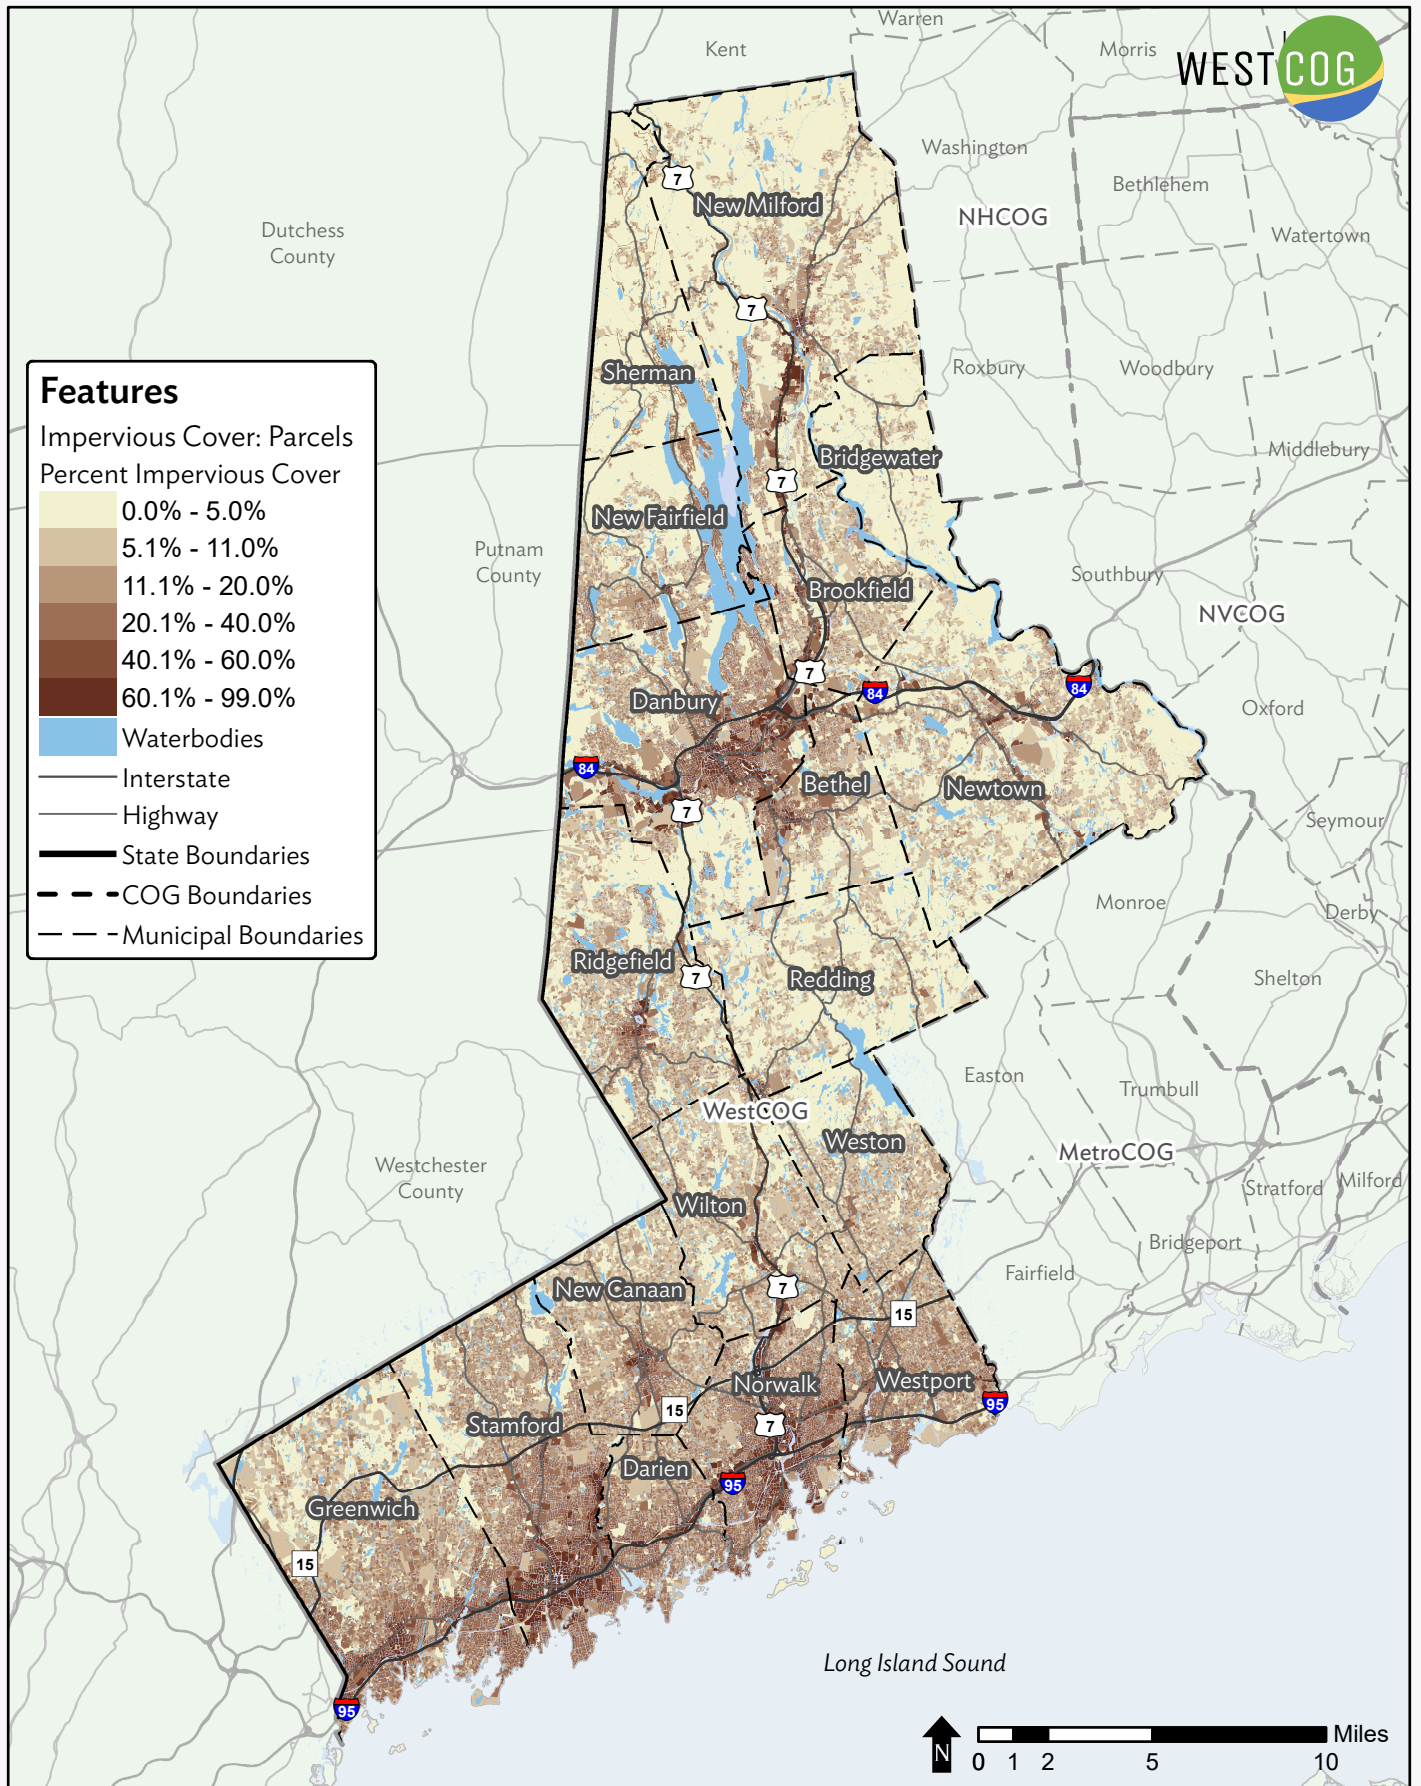 Warren
Kent
Morris
WESTCOG
Washington
Bethlehem
7
New Milford
NHCOG
Dutchess
County
Watertown
7
Roxbury
Woodbury
Sherman
Features
Impervious Cover: Parcels
Percent Impervious Cover
0.0% - 5.0%
5.1% - 11.0%
11.1% - 20.0%
20.1% - 40.0%
40.1% - 60.0%
60.1% - 99.0%
Waterbodies
Interstate
Highway
State Boundaries
COG Boundaries
Municipal Boundaries
Middlebury
Bridgewater
7
New Fairfield
Putnam
County
Southbury
Brookfield
NVCOG
7
84
84
Danbury
Oxford
84
Bethel
Newtown
7
Seymour
Monroe
Derby
Ridgefield
7
Redding
Shelton
Easton
Trumbull
WestCOG
Weston
MetroCOG
Westchester
County
Stratford
Milford
Wilton
Bridgeport
Fairfield
New Canaan
7
15
Norwalk
Westport
95
15
Stamford
7
Darien
95
Greenwich
15
Long Island Sound
95
N
Miles
0 1 2 5 10